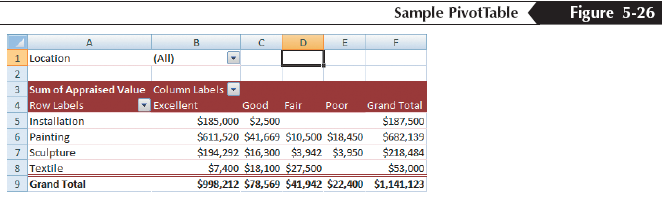 Sample PivotTable Figure 5-26
A B C D E F
1 Location (All)
2
3 Sum of Appraised Value Column Labels
4 Row Labels Excellent Good Fair Poor Grand Total
5 Installation $185,000 $2,500 $187,500
6 Painting $611,520 $41,669 $10,500 $18,450 $682,139
7 Sculpture $194,292 $16,300 $3,942 $3,950 $218,484
8 Textile $7,400 $18,100 $27,500 $53,000
9 Grand Total $998,212 $78,569 $41,942 $22,400 $1,141,123